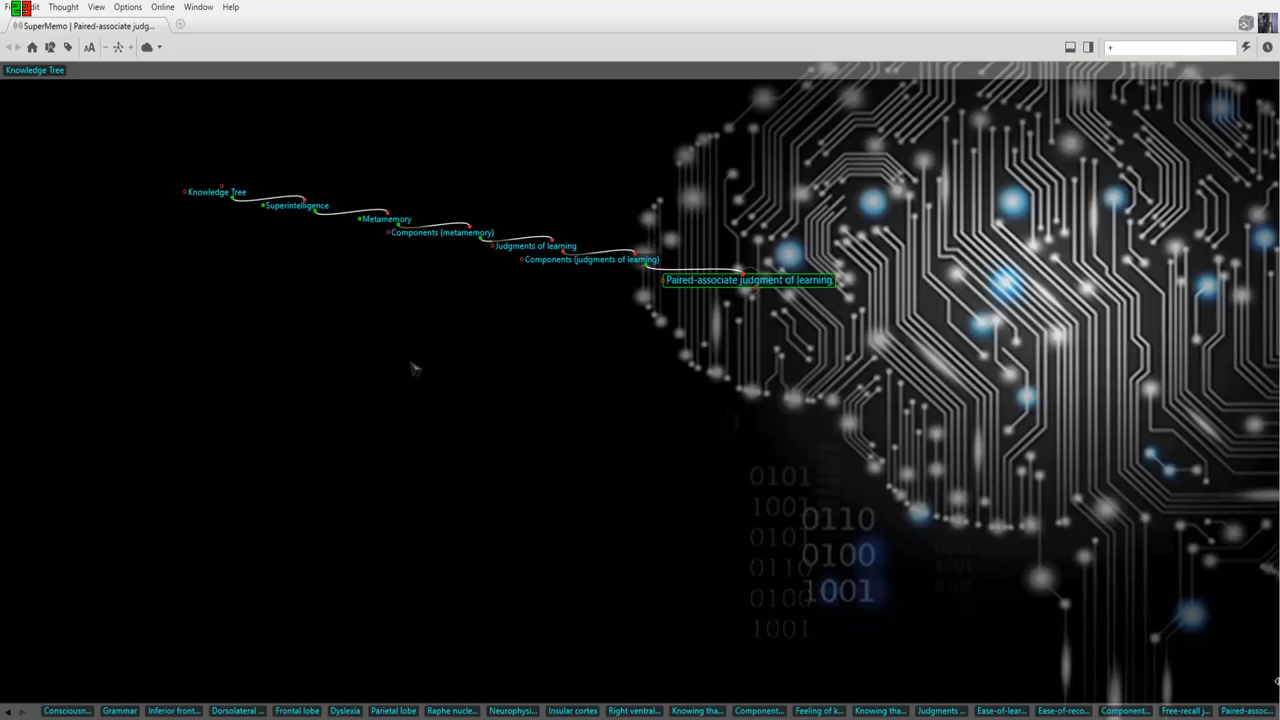 Fi Edit Thought View Options Online Window Help
SuperMemo | Paired-associate judg...
AA
+
Knowledge Tree
Knowledge Tree
Superintelligence
Metamemory
Components (metamemory)
Judgments of learning
Components (judgments of learning)
Paired-associate judgment of learning
0101
1001
0110
0101
0100
0110
1001
0100
1001
Consciousn... Grammar Inferior front... Dorsolateral ... Frontal lobe Dyslexia Parietal lobe Raphe nucle... Neurophysi... Insular cortex Right ventral... Knowing tha... Component... Feeling of k... Knowing tha... Judgments ... Ease-of-lear... Ease-of-reco... Component... Free-recall j... Paired-assoc...